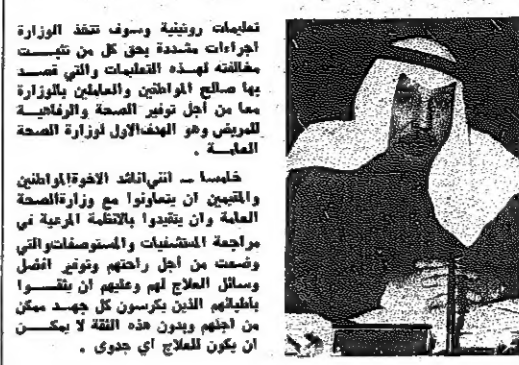 تعليمات روتينية وسوف تتخذ الوزارة
اجراءات مشددة بحق كل من تثبت
مخالفته لهذه التعليمات والتي قصد
بها صالح المواطنين والعاملين بالوزارة
معا من أجل توفير الصحة والرفاهية
للمريض وهو الهدف الاول لوزارة الصحة
العامة .
خامسا ــ انني اناشد الاخوة المواطنين
والمقيمين ان يتعاونوا مع وزارة الصحة
العامة وان يتقيدوا بالانظمة المرعية في
مراجعة المستشفيات والمستوصفات والتي
وضعت من أجل راحتهم وتوفير افضل
وسائل العلاج لهم وعليهم ان يثقوا
بأطبائهم الذين يكرسون كل جهد ممكن
من اجلهم وبدون هذه الثقة لا يمكن
ان يكون للعلاج اي جدوى .